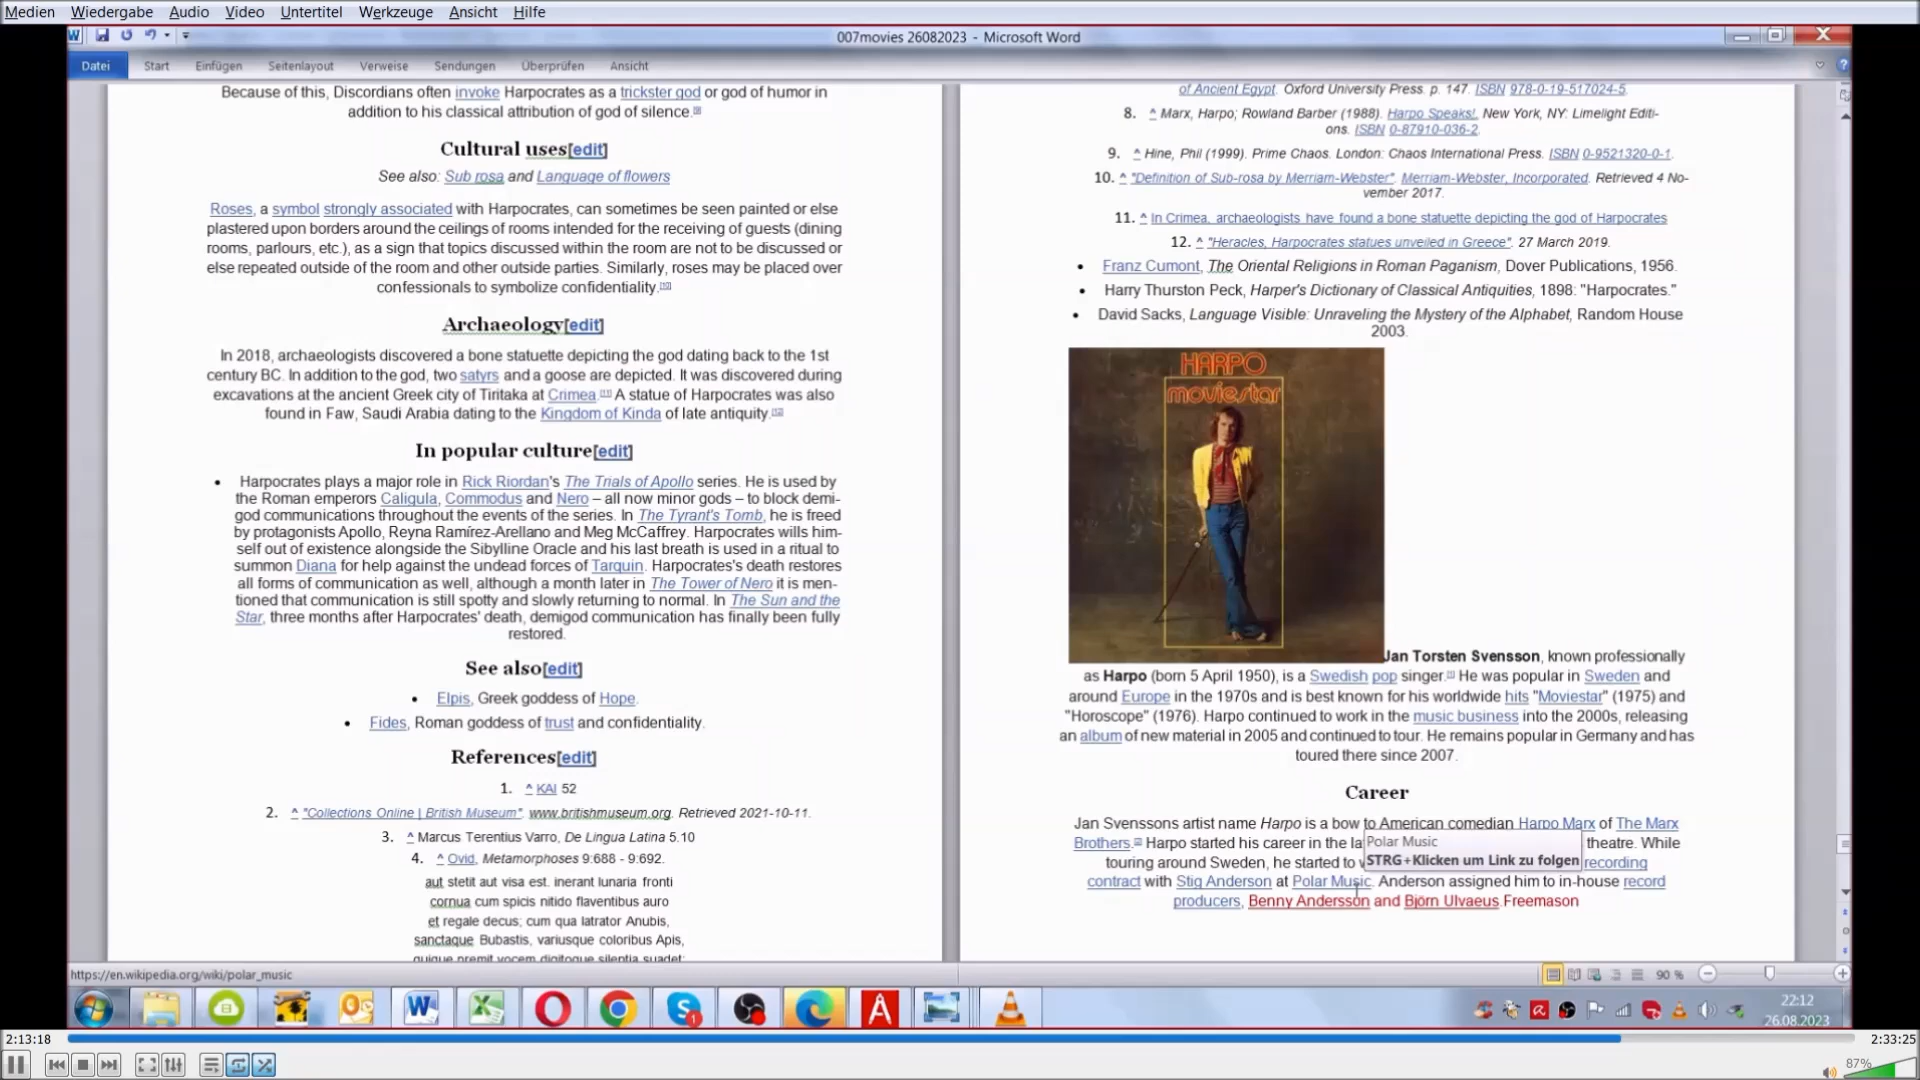 Medien Wiedergabe Audio Video Untertitel Werkzeuge Ansicht Hilfe
007movies 26082023 - Microsoft Word
Datei Start Einfügen Seitenlayout Verweise Sendungen Überprüfen Ansicht
Because of this, Discordians often invoke Harpocrates as a trickster god or god of humor in
addition to his classical attribution of god of silence.
Cultural uses[edit]
See also: Sub rosa and Language of flowers
Roses, a symbol strongly associated with Harpocrates, can sometimes be seen painted or else
plastered upon borders around the ceilings of rooms intended for the receiving of guests (dining
rooms, parlours, etc.), as a sign that topics discussed within the room are not to be discussed or
else repeated outside of the room and other outside parties. Similarly, roses may be placed over
confessionals to symbolize confidentiality.[10]
Archaeology[edit]
In 2018, archaeologists discovered a bone statuette depicting the god dating back to the 1st
century BC. In addition to the god, two satyrs and a goose are depicted. It was discovered during
excavations at the ancient Greek city of Tiritaka at Crimea.[11] A statue of Harpocrates was also
found in Faw, Saudi Arabia dating to the Kingdom of Kinda of late antiquity.[12]
In popular culture[edit]
• Harpocrates plays a major role in Rick Riordan's The Trials of Apollo series. He is used by
the Roman emperors Caligula, Commodus and Nero – all now minor gods – to block demi-
god communications throughout the events of the series. In The Tyrant's Tomb, he is freed
by protagonists Apollo, Reyna Ramírez-Arellano and Meg McCaffrey. Harpocrates wills him-
self out of existence alongside the Sibylline Oracle and his last breath is used in a ritual to
summon Diana for help against the undead forces of Tarquin. Harpocrates's death restores
all forms of communication as well, although a month later in The Tower of Nero it is men-
tioned that communication is still spotty and slowly returning to normal. In The Sun and the
Star, three months after Harpocrates' death, demigod communication has finally been fully
restored.
See also[edit]
• Elpis, Greek goddess of Hope.
• Fides, Roman goddess of trust and confidentiality.
References[edit]
1. ^ KAI 52
2. ^ "Collections Online | British Museum". www.britishmuseum.org. Retrieved 2021-10-11.
3. ^ Marcus Terentius Varro, De Lingua Latina 5.10
4. ^ Ovid, Metamorphoses 9:688 - 9:692.
aut stetit aut visa est. inerant lunaria fronti
cornua cum spicis nitido flaventibus auro
et regale decus; cum qua latrator Anubis,
sanctaque Bubastis, variusque coloribus Apis,
quique premit vocem digitoque silentia suadet;
of Ancient Egypt. Oxford University Press. p. 147. ISBN 978-0-19-517024-5.
8. ^ Marx, Harpo; Rowland Barber (1988). Harpo Speaks!. New York, NY: Limelight Editi-
ons. ISBN 0-87910-036-2.
9. ^ Hine, Phil (1999). Prime Chaos. London: Chaos International Press. ISBN 0-9521320-0-1.
10. ^ "Definition of Sub-rosa by Merriam-Webster". Merriam-Webster, Incorporated. Retrieved 4 No-
vember 2017.
11. ^ In Crimea, archaeologists have found a bone statuette depicting the god of Harpocrates
12. ^ "Heracles, Harpocrates statues unveiled in Greece". 27 March 2019.
• Franz Cumont, The Oriental Religions in Roman Paganism, Dover Publications, 1956.
• Harry Thurston Peck, Harper's Dictionary of Classical Antiquities, 1898: "Harpocrates."
• David Sacks, Language Visible: Unraveling the Mystery of the Alphabet, Random House
2003.
HARPO
moviestar
Jan Torsten Svensson, known professionally
as Harpo (born 5 April 1950), is a Swedish pop singer.[1] He was popular in Sweden and
around Europe in the 1970s and is best known for his worldwide hits "Moviestar" (1975) and
"Horoscope" (1976). Harpo continued to work in the music business into the 2000s, releasing
an album of new material in 2005 and continued to tour. He remains popular in Germany and has
toured there since 2007.
Career
Jan Svenssons artist name Harpo is a bow to American comedian Harpo Marx of The Marx
Brothers.[2] Harpo started his career in the la theatre. While
touring around Sweden, he started to recording
contract with Stig Anderson at Polar Music. Anderson assigned him to in-house record
producers, Benny Andersson and Björn Ulvaeus.Freemason
Polar Music
STRG+Klicken um Link zu folgen
https://en.wikipedia.org/wiki/polar_music
90 %
22:12
26.08.2023
2:13:18
2:33:25
87%